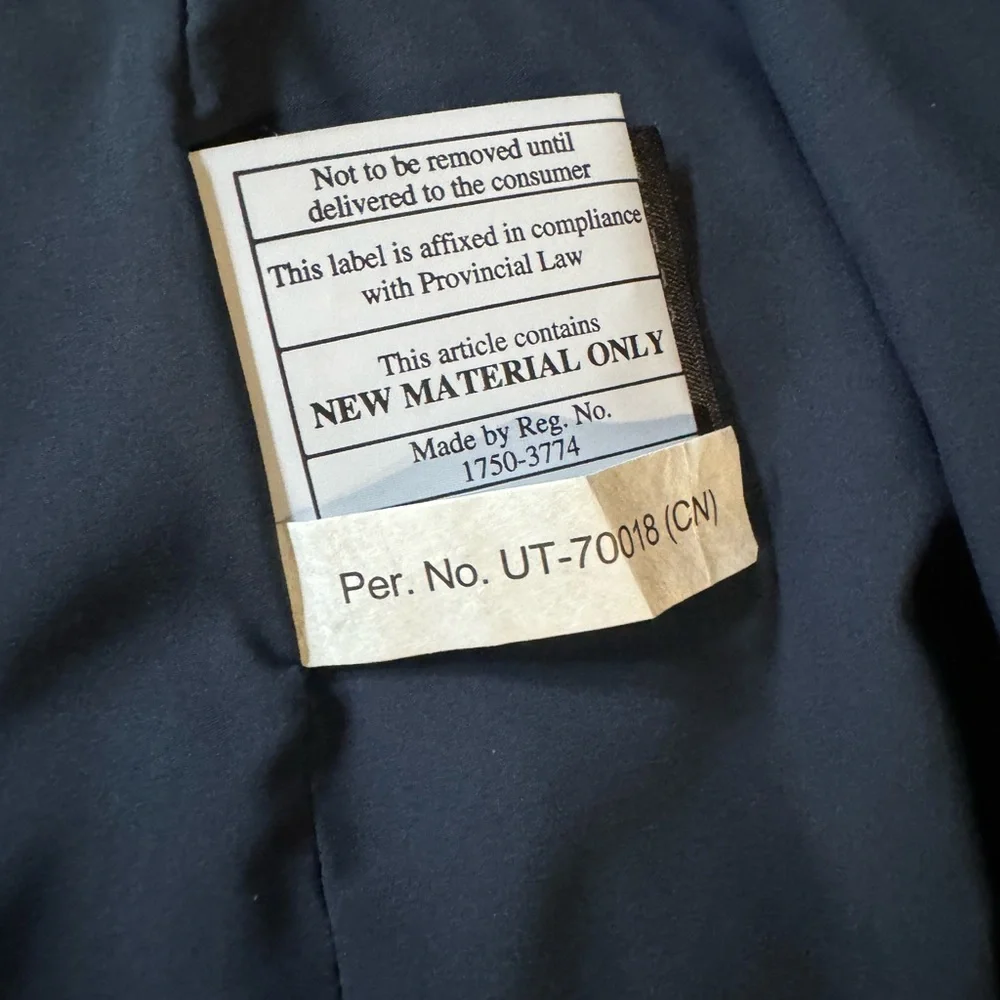 Not to be removed until
delivered to the consumer
This label is affixed in compliance
with Provincial Law
This article contains
NEW MATERIAL ONLY
Made by Reg. No.
1750-3774
Per. No. UT-70018 (CN)